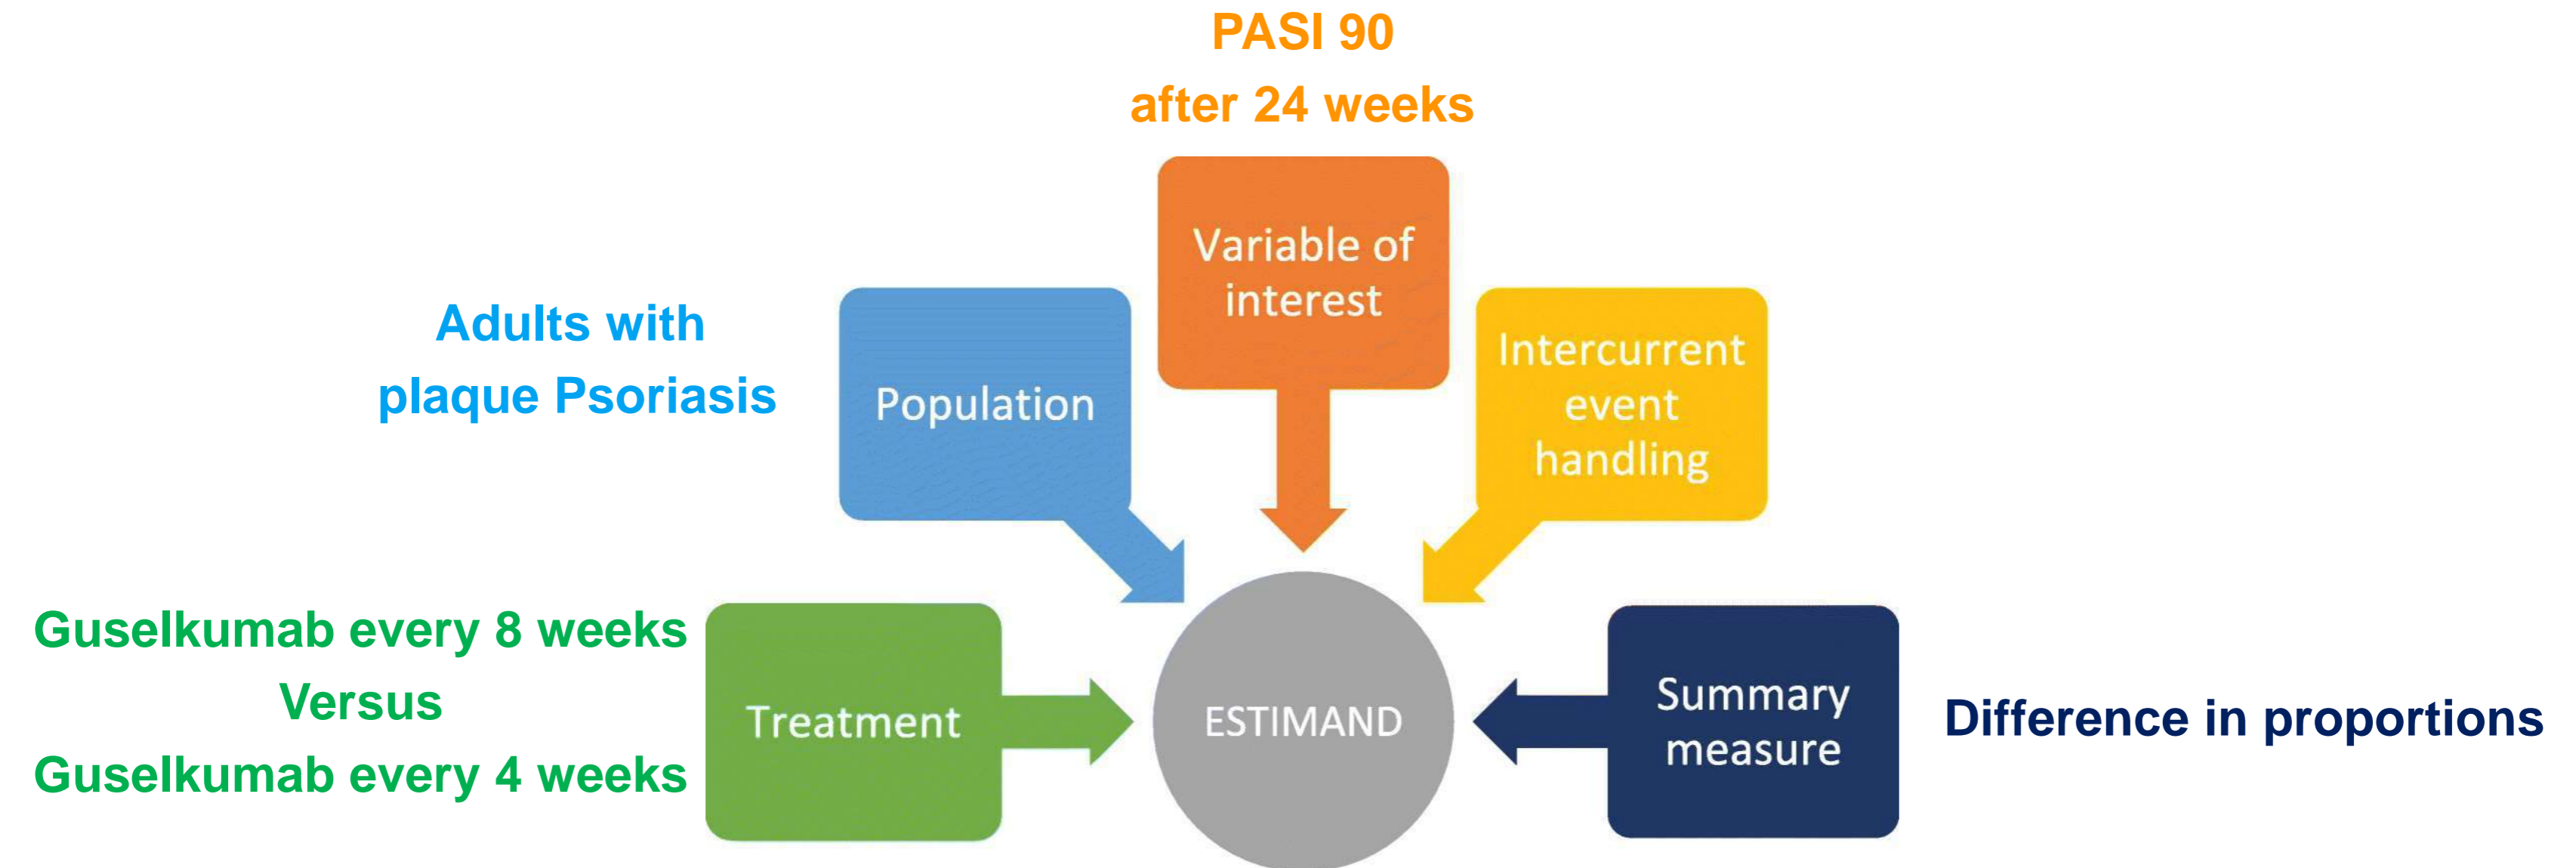 PASI 90
after 24 weeks
Variable of
interest
Adults with
plaque Psoriasis
Population
Intercurrent
event
handling
Guselkumab every 8 weeks
Versus
Guselkumab every 4 weeks
Treatment
ESTIMAND
Summary
measure
Difference in proportions